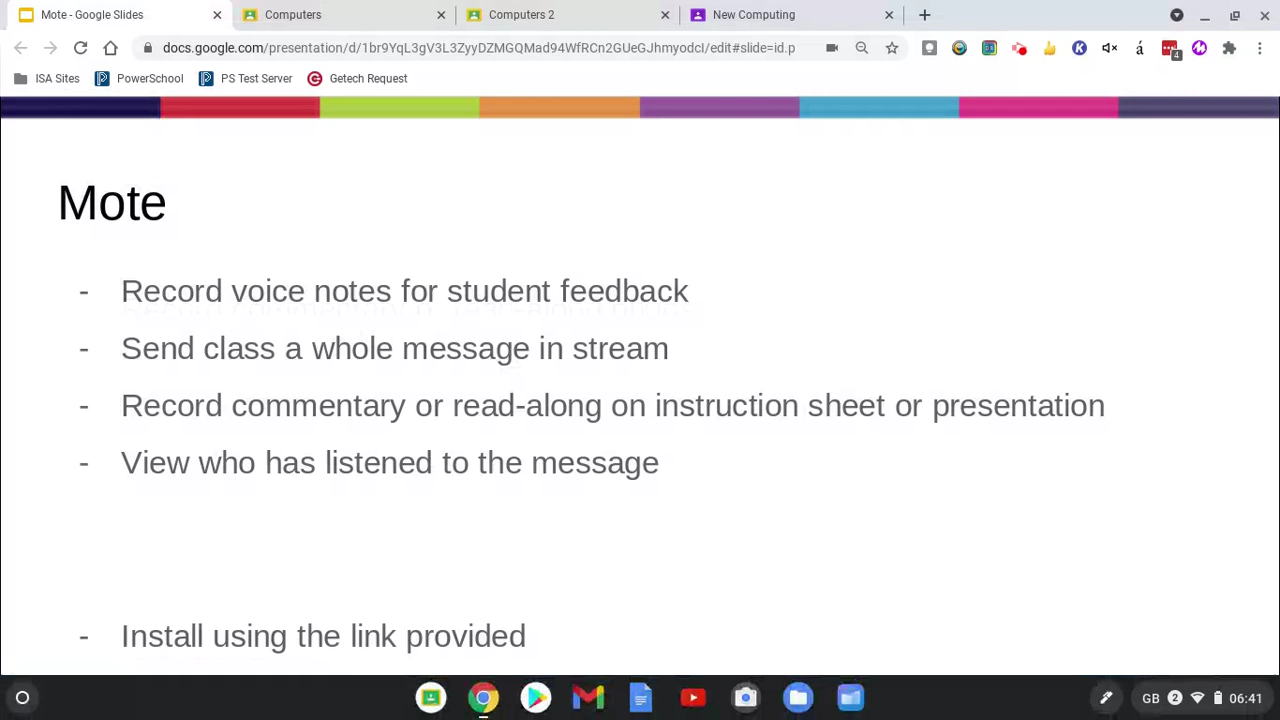 Mote - Google Slides
Computers
Computers 2
New Computing
docs.google.com/presentation/d/1br9YqL3gV3L3ZyyDZMGQMad94WfRCn2GUeGJhmyodcI/edit#slide=id.p
4
ISA Sites
PowerSchool
PS Test Server
Getech Request
Mote
- Record voice notes for student feedback
- Send class a whole message in stream
- Record commentary or read-along on instruction sheet or presentation
- View who has listened to the message
- Install using the link provided
GB 2 06:41